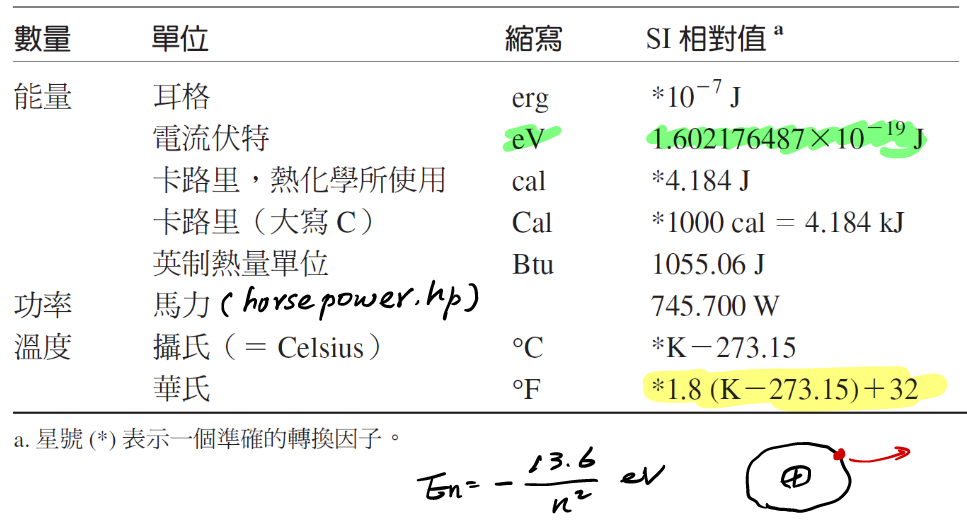 數量 單位 縮寫 SI 相對值 a
能量 耳格 erg *10⁻⁷ J
電流伏特 eV 1.602176487×10⁻¹⁹ J
卡路里，熱化學所使用 cal *4.184 J
卡路里（大寫 C） Cal *1000 cal = 4.184 kJ
英制熱量單位 Btu 1055.06 J
功率 馬力 (horsepower.hp) 745.700 W
溫度 攝氏（= Celsius） °C *K－273.15
華氏 °F *1.8 (K－273.15)+32
a. 星號 (*) 表示一個準確的轉換因子。
En= - 13.6/n² eV
+